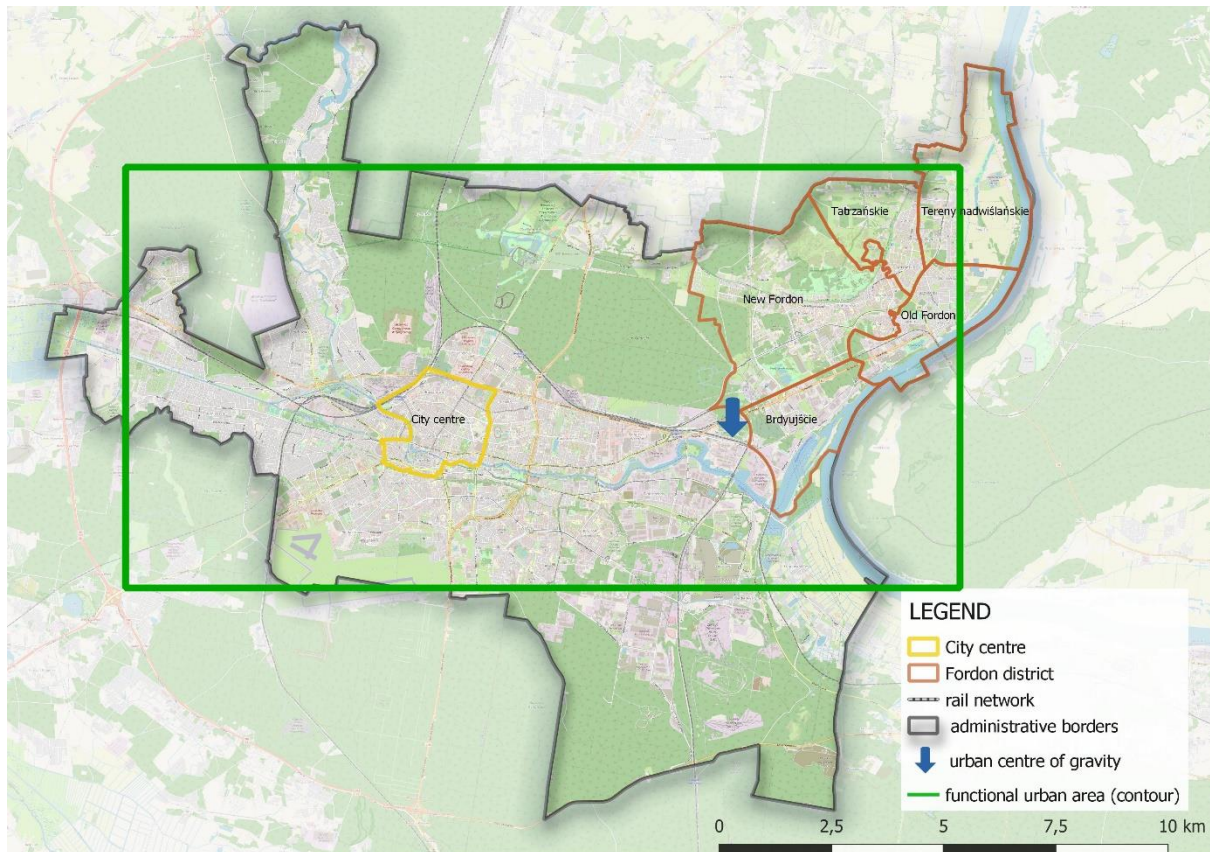 Tatrzańskie
Tereny nadwiślańskie
New Fordon
Old Fordon
City centre
Brdyujście
LEGEND
City centre
Fordon district
rail network
administrative borders
urban centre of gravity
functional urban area (contour)
0 2,5 5 7,5 10 km